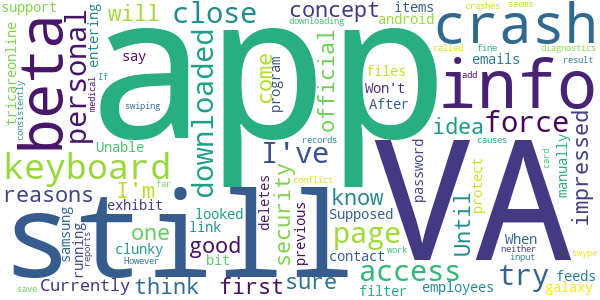 support
tricareonline
consistently
beta
personal
entering
If
medical
reports
Unable
will
say
swiping
close
downloaded
app
concept
come
program
official
items
android
emails
files
Won't
After
crashes
seems
downloading
called
fine
diagnostics
result
add
causes
records
conflict
crash
info
idea
force
manually
impressed
keyboard
reasons
samsung
running
Currently
save
still
I'm
far
exhibit
one
clunky
However
think
looked
link
good
bit
first
security
deletes
previous
I've
know
Supposed
page
contact
sure
access
filter
work
employees
VA
password
protect
Until
When
neither
input
card
try
feeds
swype
galaxy